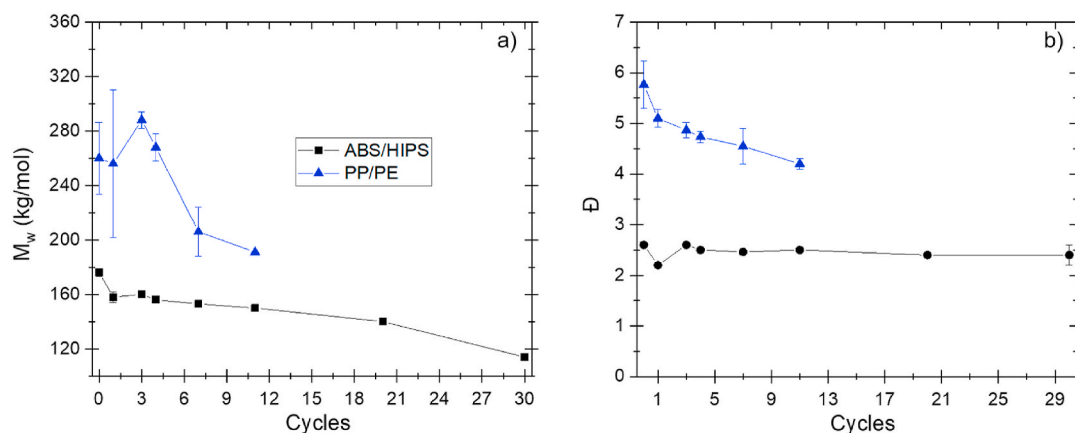 a)
360
320
280
240
200
160
120
M_w (kg/mol)
ABS/HIPS
PP/PE
0 3 6 9 12 15 18 21 24 27 30
Cycles
b)
7
6
5
4
3
2
1
0
Đ
1 5 9 13 17 21 25 29
Cycles